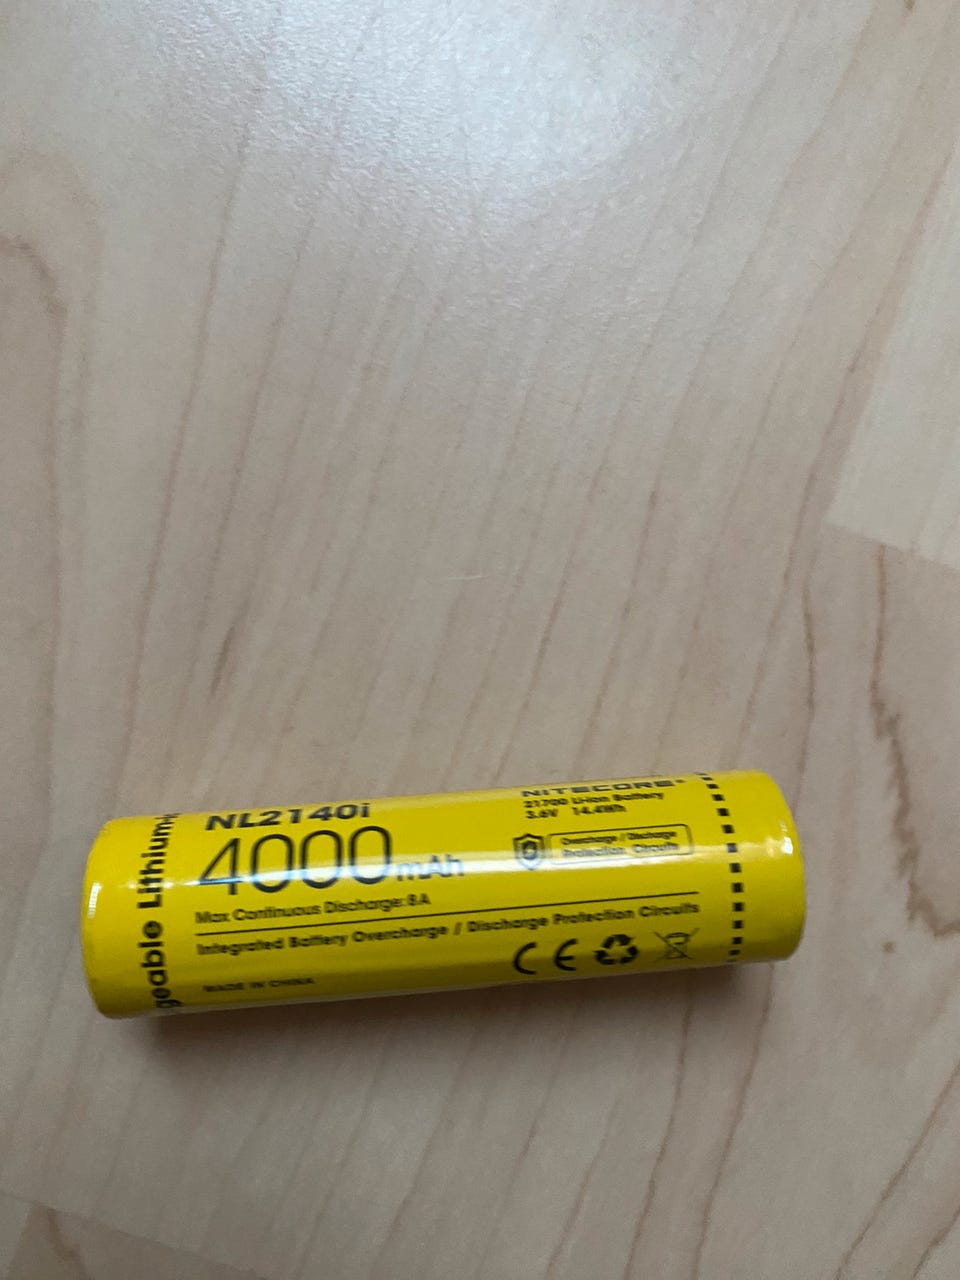 geable Lithium-i
NL2140i
4000mAh
Max Continuous Discharge:8A
NITECORE®
21700 Li-ion Battery
3.6V 14.4Wh
Overcharge / Discharge
Protection Circuits
Integrated Battery Overcharge / Discharge Protection Circuits
MADE IN CHINA
CE